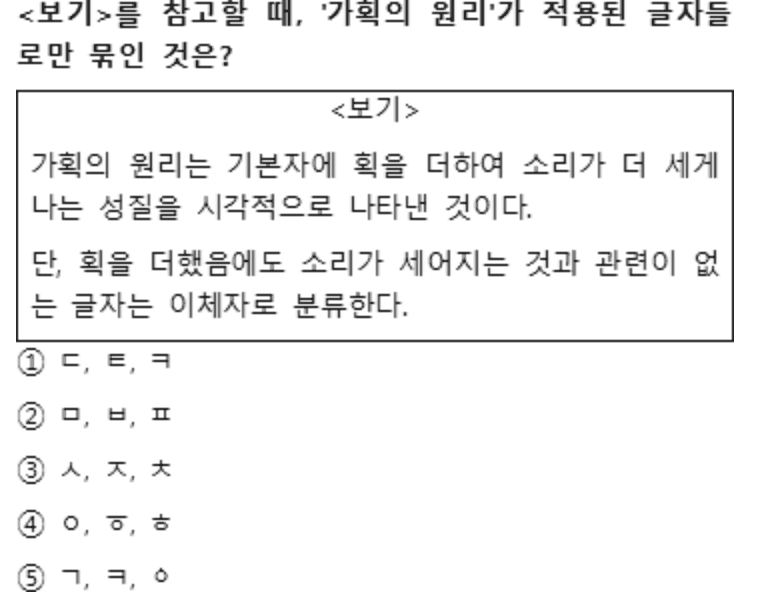 <보기>를 참고할 때, '가획의 원리'가 적용된 글자들
로만 묶인 것은?
<보기>
가획의 원리는 기본자에 획을 더하여 소리가 더 세게
나는 성질을 시각적으로 나타낸 것이다.
단, 획을 더했음에도 소리가 세어지는 것과 관련이 없
는 글자는 이체자로 분류한다.
① ㄷ, ㅌ, ㅋ
② ㅁ, ㅂ, ㅍ
③ ㅅ, ㅈ, ㅊ
④ ㅇ, ㆆ, ㅎ
⑤ ㄱ, ㅋ, ㆁ